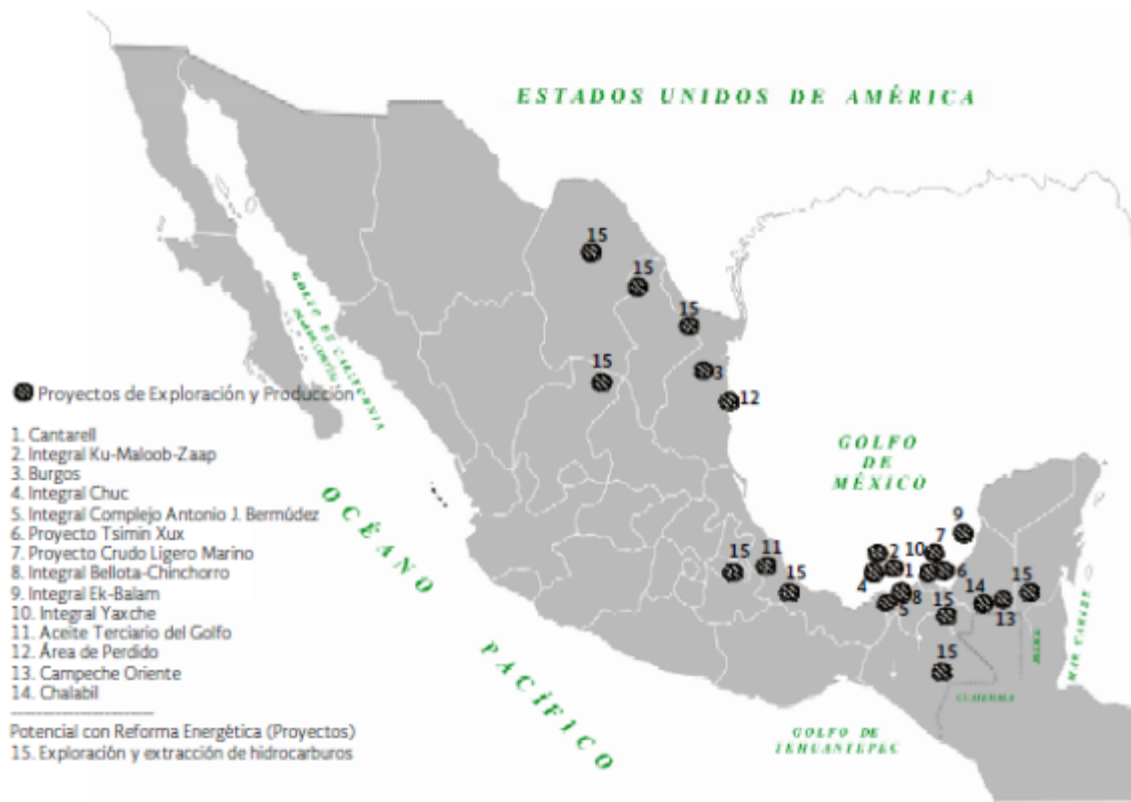 ESTADOS UNIDOS DE AMÉRICA
15
15
15
15
3
12
GOLFO DE CALIFORNIA
Proyectos de Exploración y Producción
1. Cantarell
2. Integral Ku-Maloob-Zaap
3. Burgos
4. Integral Chuc
5. Integral Complejo Antonio J. Bermúdez
6. Proyecto Tsimin Xux
7. Proyecto Crudo Ligero Marino
8. Integral Bellota-Chinchorro
9. Integral Ek-Balam
10. Integral Yaxche
11. Aceite Terciario del Golfo
12. Área de Perdido
13. Campeche Oriente
14. Chalabil
Potencial con Reforma Energética (Proyectos)
15. Exploración y extracción de hidrocarburos
OCÉANO
PACÍFICO
GOLFO
DE
MÉXICO
9
7
2
10
15
11
4
1
6
15
8
5
14
13
15
15
15
MAR CARIBE
BELICE
GUATEMALA
GOLFO DE
TEHUANTEPEC